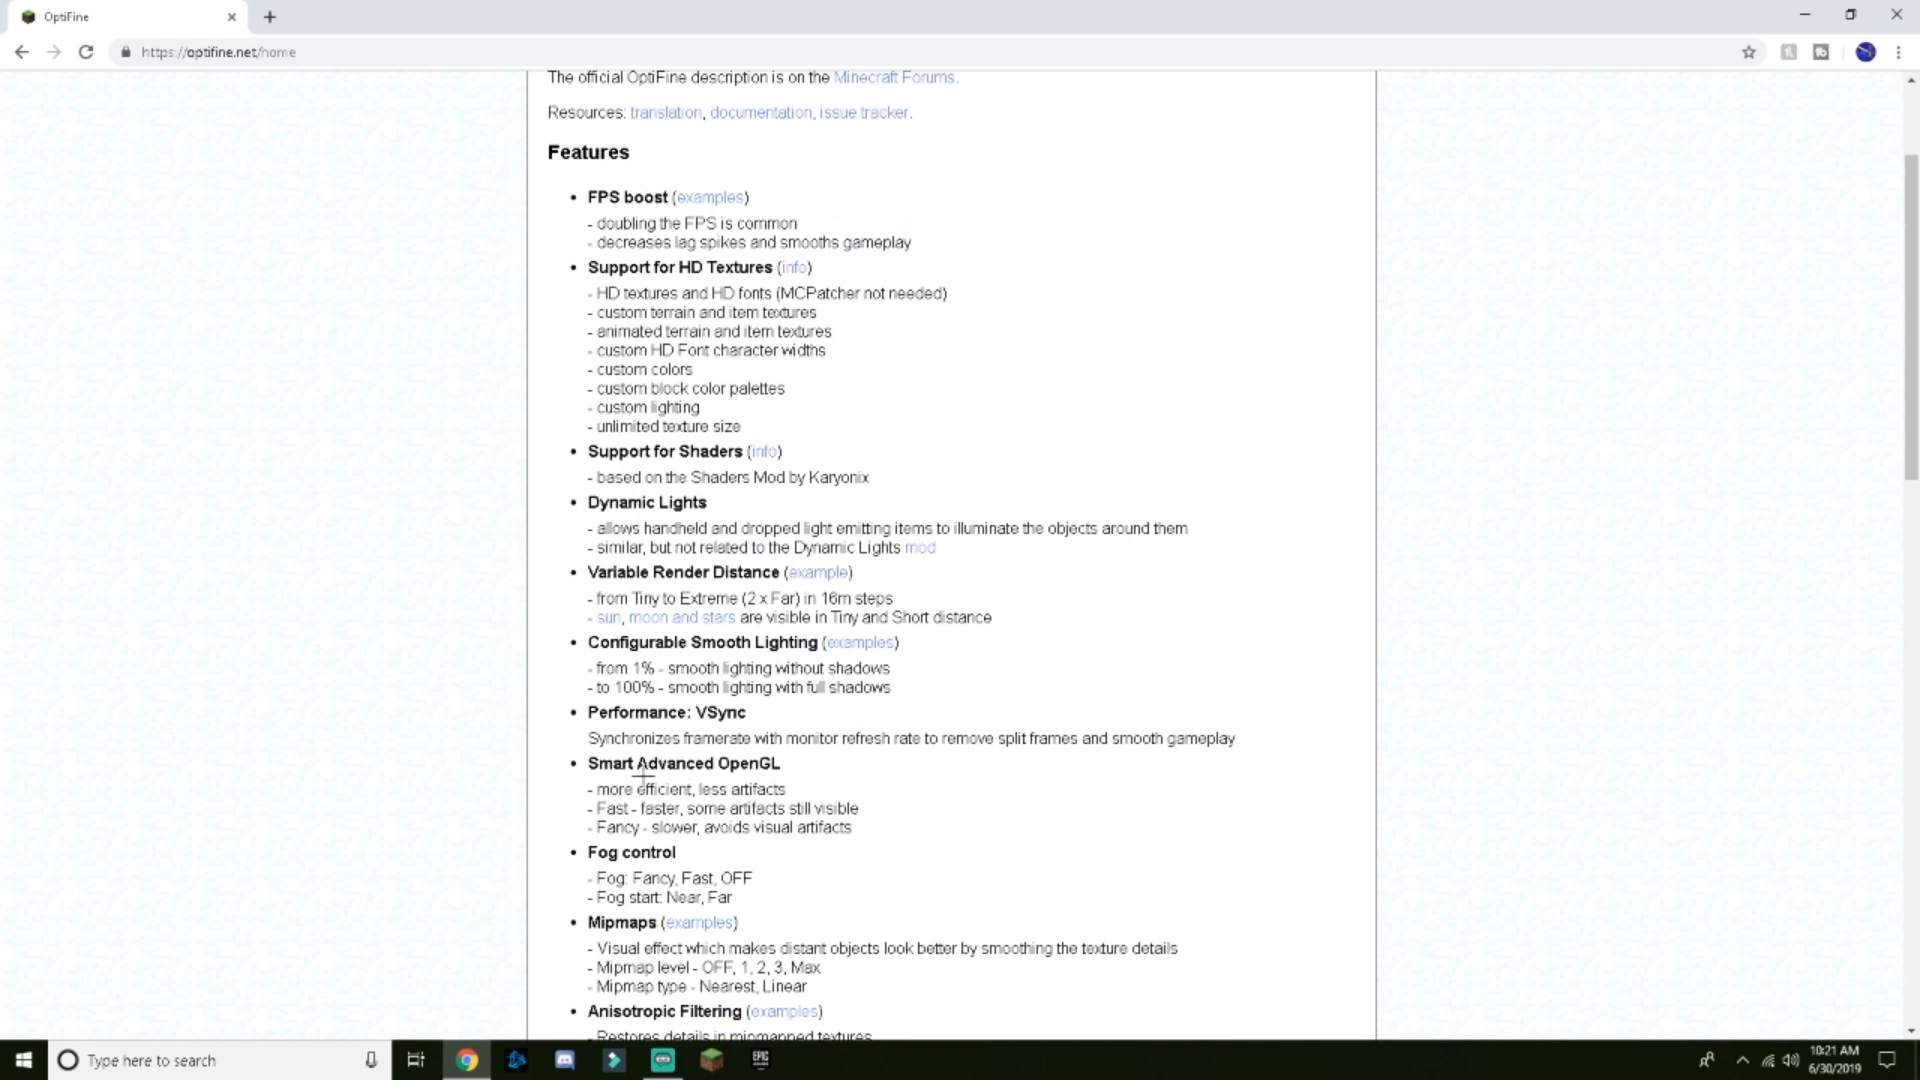 OptiFine
https://optifine.net/home
The official OptiFine description is on the Minecraft Forums.
Resources: translation, documentation, issue tracker.
Features
• FPS boost (examples)
- doubling the FPS is common
- decreases lag spikes and smooths gameplay
• Support for HD Textures (info)
- HD textures and HD fonts (MCPatcher not needed)
- custom terrain and item textures
- animated terrain and item textures
- custom HD Font character widths
- custom colors
- custom block color palettes
- custom lighting
- unlimited texture size
• Support for Shaders (info)
- based on the Shaders Mod by Karyonix
• Dynamic Lights
- allows handheld and dropped light emitting items to illuminate the objects around them
- similar, but not related to the Dynamic Lights mod
• Variable Render Distance (example)
- from Tiny to Extreme (2 x Far) in 16m steps
- sun, moon and stars are visible in Tiny and Short distance
• Configurable Smooth Lighting (examples)
- from 1% - smooth lighting without shadows
- to 100% - smooth lighting with full shadows
• Performance: VSync
Synchronizes framerate with monitor refresh rate to remove split frames and smooth gameplay
• Smart Advanced OpenGL
- more efficient, less artifacts
- Fast - faster, some artifacts still visible
- Fancy - slower, avoids visual artifacts
• Fog control
- Fog: Fancy, Fast, OFF
- Fog start: Near, Far
• Mipmaps (examples)
- Visual effect which makes distant objects look better by smoothing the texture details
- Mipmap level - OFF, 1, 2, 3, Max
- Mipmap type - Nearest, Linear
• Anisotropic Filtering (examples)
- Restores details in mipmapped textures
Type here to search
EPIC
10:21 AM
6/30/2019